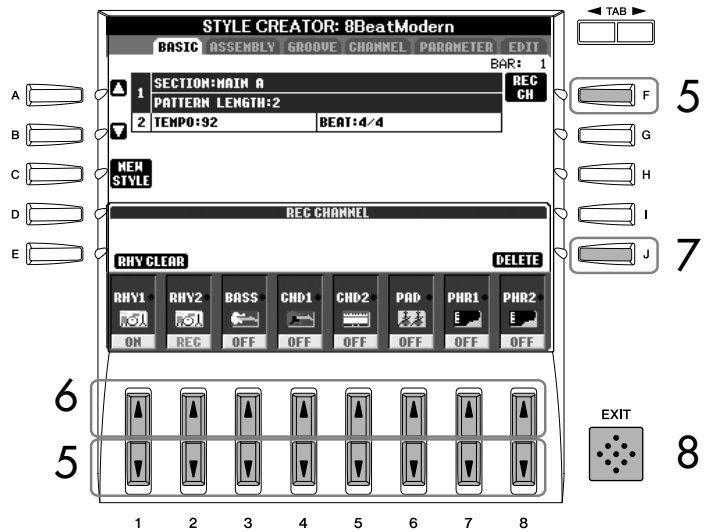 STYLE CREATOR: 8BeatModern
◄ TAB ►
BASIC ASSEMBLY GROOVE CHANNEL PARAMETER EDIT
BAR: 1
1 SECTION:MAIN A
PATTERN LENGTH:2
REC CH
2 TEMPO:92 BEAT:4/4
NEW STYLE
A
B
C
D
E
F
G
H
I
J
5
7
REC CHANNEL
RHY CLEAR DELETE
RHY1 RHY2 BASS CHD1 CHD2 PAD PHR1 PHR2
ON REC OFF OFF OFF OFF OFF OFF
6
5
EXIT
8
1 2 3 4 5 6 7 8